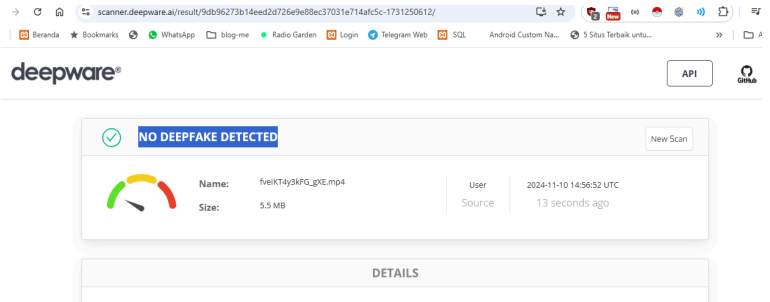 scanner.deepware.ai/result/9db96273b14eed2d726e9e88ec37031e714afc5c-1731250612/
2 New
Beranda Bookmarks WhatsApp blog-me Radio Garden Login Telegram Web SQL Android Custom Na... 5 Situs Terbaik untu... »
deepware® API GitHub
NO DEEPFAKE DETECTED New Scan
Name: fveIKT4y3kFG_gXE.mp4 User 2024-11-10 14:56:52 UTC
Size: 5.5 MB Source 13 seconds ago
DETAILS